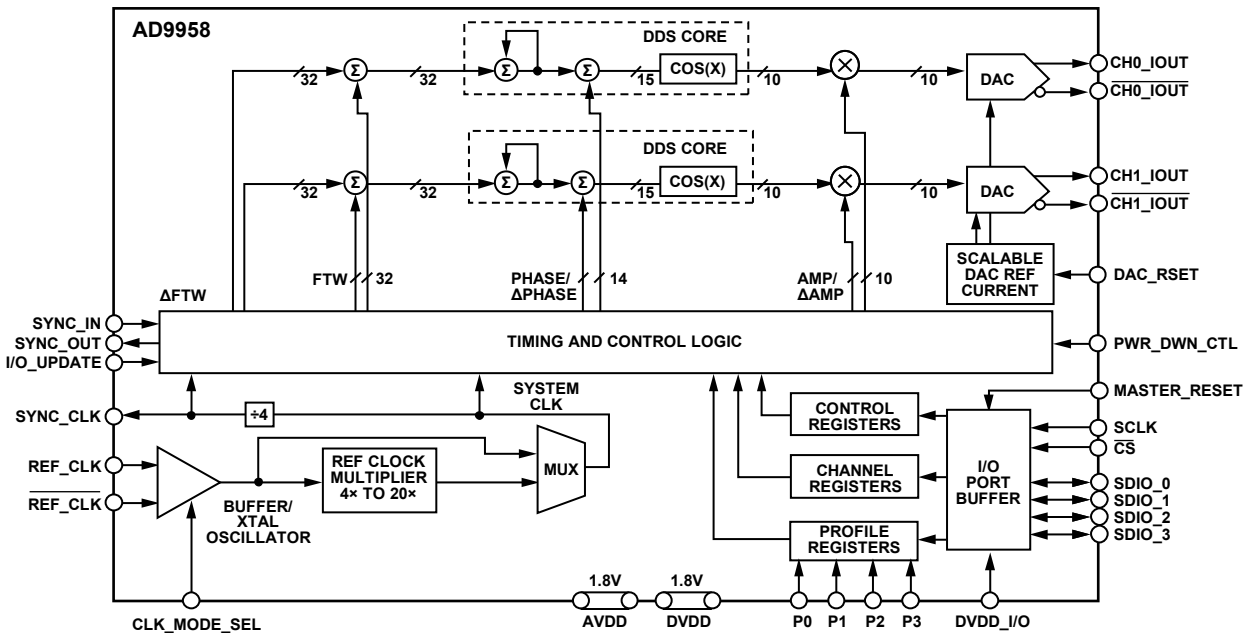 AD9958
DDS CORE
32
Σ
32
Σ
Σ
15
COS(X)
10
×
10
DAC
CH0_IOUT
CH0_IOUT
DDS CORE
32
Σ
32
Σ
Σ
15
COS(X)
10
×
10
DAC
CH1_IOUT
CH1_IOUT
SCALABLE
DAC REF
CURRENT
DAC_RSET
ΔFTW
FTW
32
PHASE/
ΔPHASE
14
AMP/
ΔAMP
10
SYNC_IN
SYNC_OUT
I/O_UPDATE
TIMING AND CONTROL LOGIC
PWR_DWN_CTL
SYNC_CLK
÷4
SYSTEM
CLK
REF_CLK
REF_CLK
BUFFER/
XTAL
OSCILLATOR
REF CLOCK
MULTIPLIER
4× TO 20×
MUX
CONTROL
REGISTERS
CHANNEL
REGISTERS
PROFILE
REGISTERS
I/O
PORT
BUFFER
MASTER_RESET
SCLK
CS
SDIO_0
SDIO_1
SDIO_2
SDIO_3
CLK_MODE_SEL
1.8V
AVDD
1.8V
DVDD
P0
P1
P2
P3
DVDD_I/O